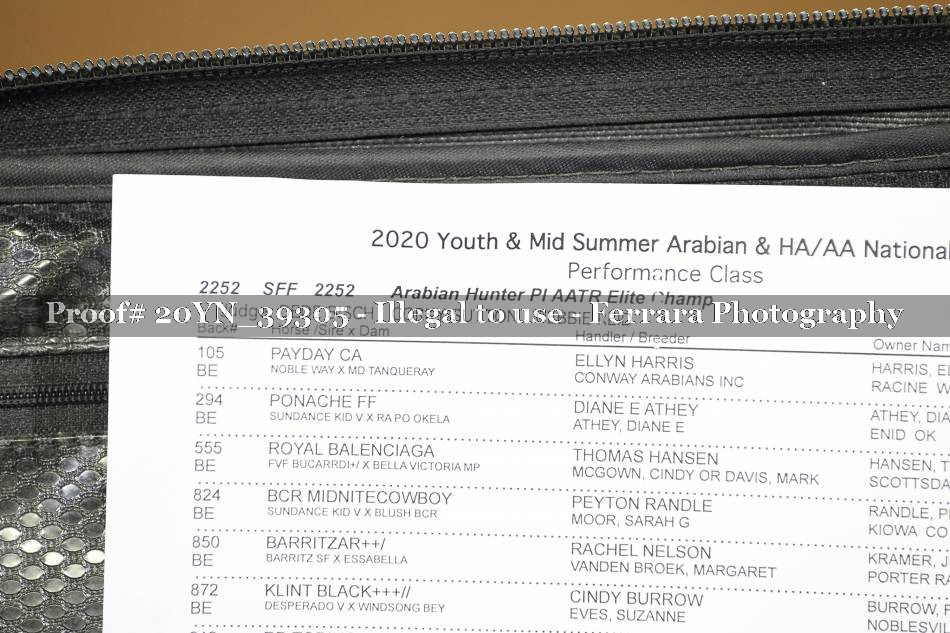 2020 Youth & Mid Summer Arabian & HA/AA National
Performance Class
2252 SFF 2252 Arabian Hunter Pl AATR Elite Champ
Proof# 20YN_39305 - Illegal to use - Ferrara Photography
Back# Horse /Sire x Dam Handler / Breeder Owner Nam
105 PAYDAY CA ELLYN HARRIS HARRIS, EL
BE NOBLE WAY X MD TANQUERAY CONWAY ARABIANS INC RACINE W
294 PONACHE FF DIANE E ATHEY ATHEY, DIA
BE SUNDANCE KID V X RA PO OKELA ATHEY, DIANE E ENID OK
555 ROYAL BALENCIAGA THOMAS HANSEN HANSEN, T
BE FVF BUCARRDI+/ X BELLA VICTORIA MP MCGOWN, CINDY OR DAVIS, MARK SCOTTSDA
824 BCR MIDNITECOWBOY PEYTON RANDLE RANDLE, P
BE SUNDANCE KID V X BLUSH BCR MOOR, SARAH G KIOWA CO
850 BARRITZAR++/ RACHEL NELSON KRAMER, J
BE BARRITZ SF X ESSABELLA VANDEN BROEK, MARGARET PORTER RA
872 KLINT BLACK+++// CINDY BURROW BURROW, F
BE DESPERADO V X WINDSONG BEY EVES, SUZANNE NOBLESVIL